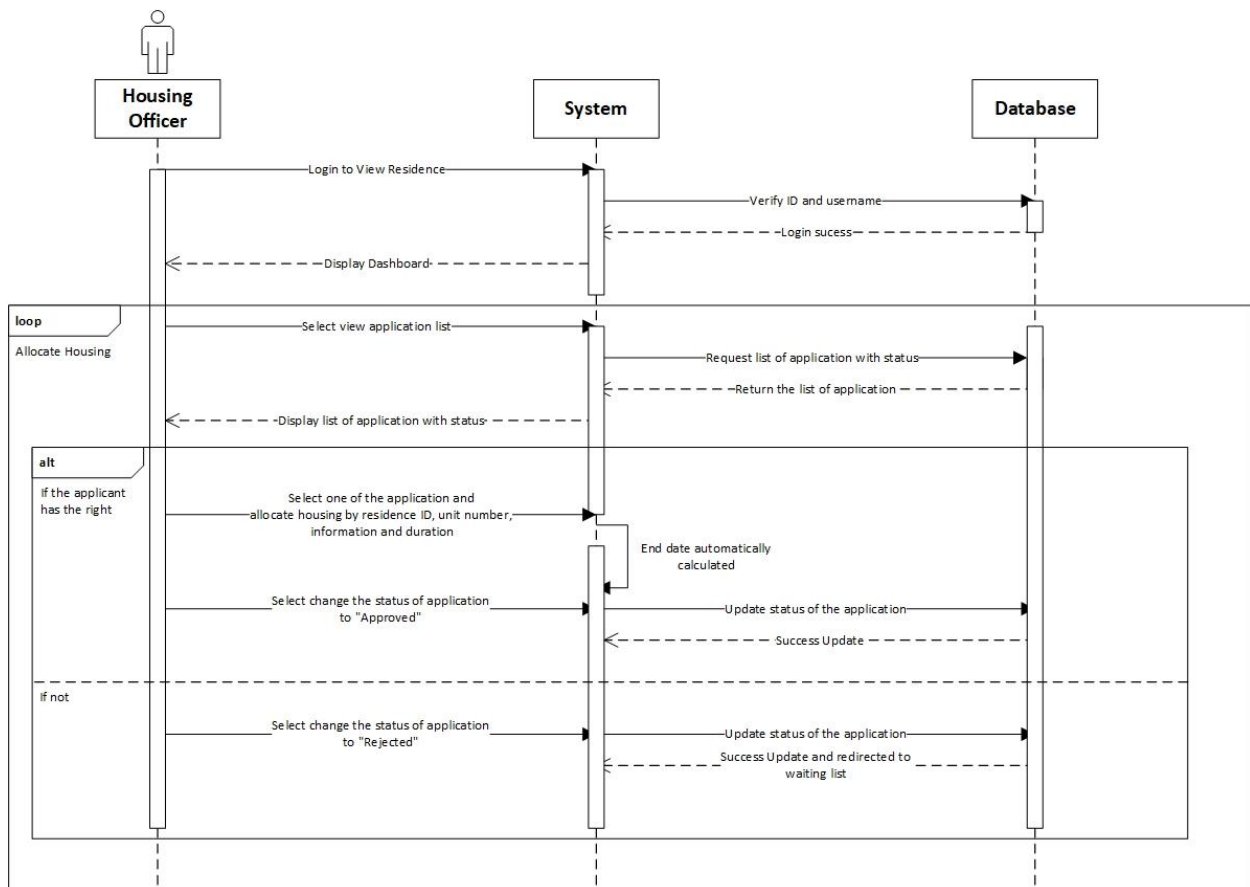 Housing
Officer
System
Database
Login to View Residence
Verify ID and username
Login sucess
Display Dashboard
loop
Allocate Housing
Select view application list
Request list of application with status
Return the list of application
Display list of application with status
alt
If the applicant
has the right
Select one of the application and
allocate housing by residence ID, unit number,
information and duration
End date automatically
calculated
Select change the status of application
to "Approved"
Update status of the application
Success Update
If not
Select change the status of application
to "Rejected"
Update status of the application
Success Update and redirected to
waiting list